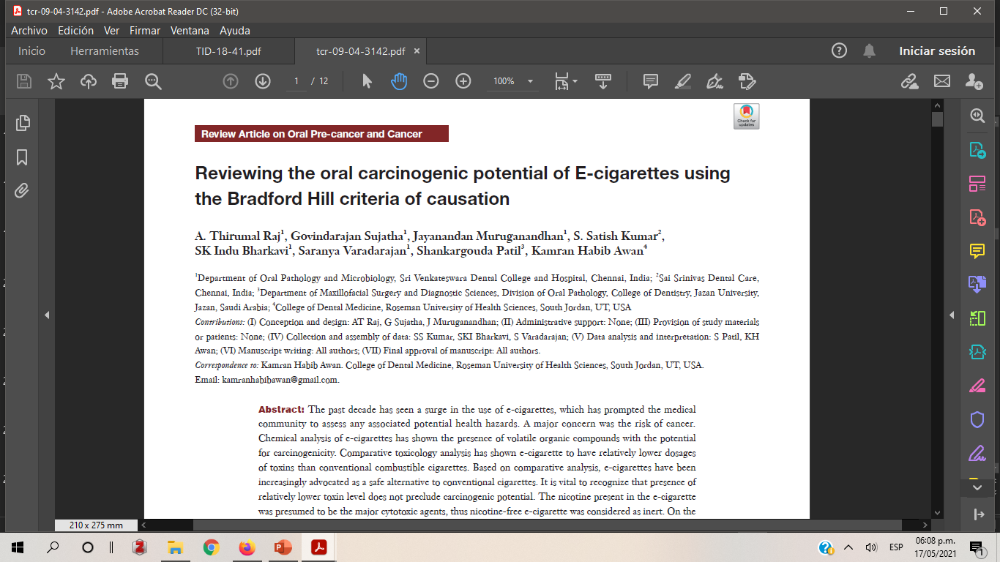 tcr-09-04-3142.pdf - Adobe Acrobat Reader DC (32-bit)
Archivo Edición Ver Firmar Ventana Ayuda
Inicio Herramientas TID-18-41.pdf tcr-09-04-3142.pdf × Iniciar sesión
1 / 12 100%
Check for
updates
Review Article on Oral Pre-cancer and Cancer
Reviewing the oral carcinogenic potential of E-cigarettes using
the Bradford Hill criteria of causation
A. Thirumal Raj1, Govindarajan Sujatha1, Jayanandan Muruganandhan1, S. Satish Kumar2,
SK Indu Bharkavi1, Saranya Varadarajan1, Shankargouda Patil3, Kamran Habib Awan4
1Department of Oral Pathology and Microbiology, Sri Venkateswara Dental College and Hospital, Chennai, India; 2Sai Srinivas Dental Care,
Chennai, India; 3Department of Maxillofacial Surgery and Diagnostic Sciences, Division of Oral Pathology, College of Dentistry, Jazan University,
Jazan, Saudi Arabia; 4College of Dental Medicine, Roseman University of Health Sciences, South Jordan, UT, USA
Contributions: (I) Conception and design: AT Raj, G Sujatha, J Muruganandhan; (II) Administrative support: None; (III) Provision of study materials
or patients: None; (IV) Collection and assembly of data: SS Kumar, SKI Bharkavi, S Varadarajan; (V) Data analysis and interpretation: S Patil, KH
Awan; (VI) Manuscript writing: All authors; (VII) Final approval of manuscript: All authors.
Correspondence to: Kamran Habib Awan. College of Dental Medicine, Roseman University of Health Sciences, South Jordan, UT, USA.
Email: kamranhabibawan@gmail.com.
Abstract: The past decade has seen a surge in the use of e-cigarettes, which has prompted the medical
community to assess any associated potential health hazards. A major concern was the risk of cancer.
Chemical analysis of e-cigarettes has shown the presence of volatile organic compounds with the potential
for carcinogenicity. Comparative toxicology analysis has shown e-cigarette to have relatively lower dosages
of toxins than conventional combustible cigarettes. Based on comparative analysis, e-cigarettes have been
increasingly advocated as a safe alternative to conventional cigarettes. It is vital to recognize that presence of
relatively lower toxin level does not preclude carcinogenic potential. The nicotine present in the e-cigarette
was presumed to be the major cytotoxic agents, thus nicotine-free e-cigarette was considered as inert. On the
210 x 275 mm
ESP
06:08 p.m.
17/05/2021
1